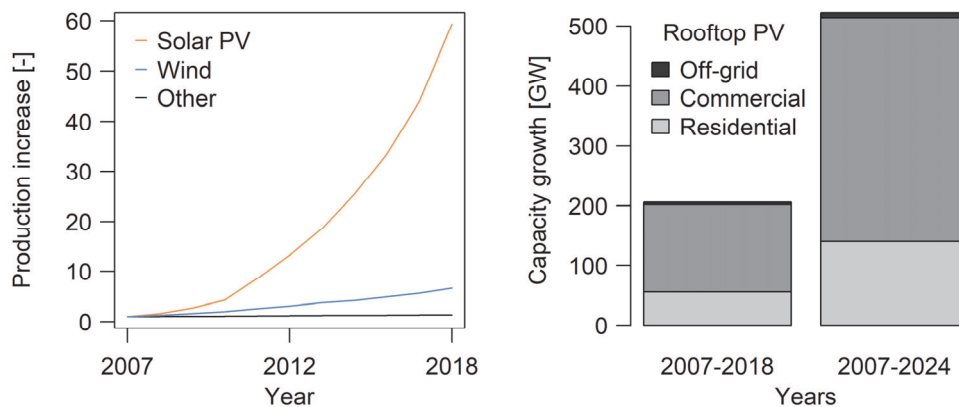 Production increase [-]
60
50
40
30
20
10
0
Solar PV
Wind
Other
2007
2012
2018
Year
Capacity growth [GW]
500
400
300
200
100
0
Rooftop PV
Off-grid
Commercial
Residential
2007-2018
2007-2024
Years